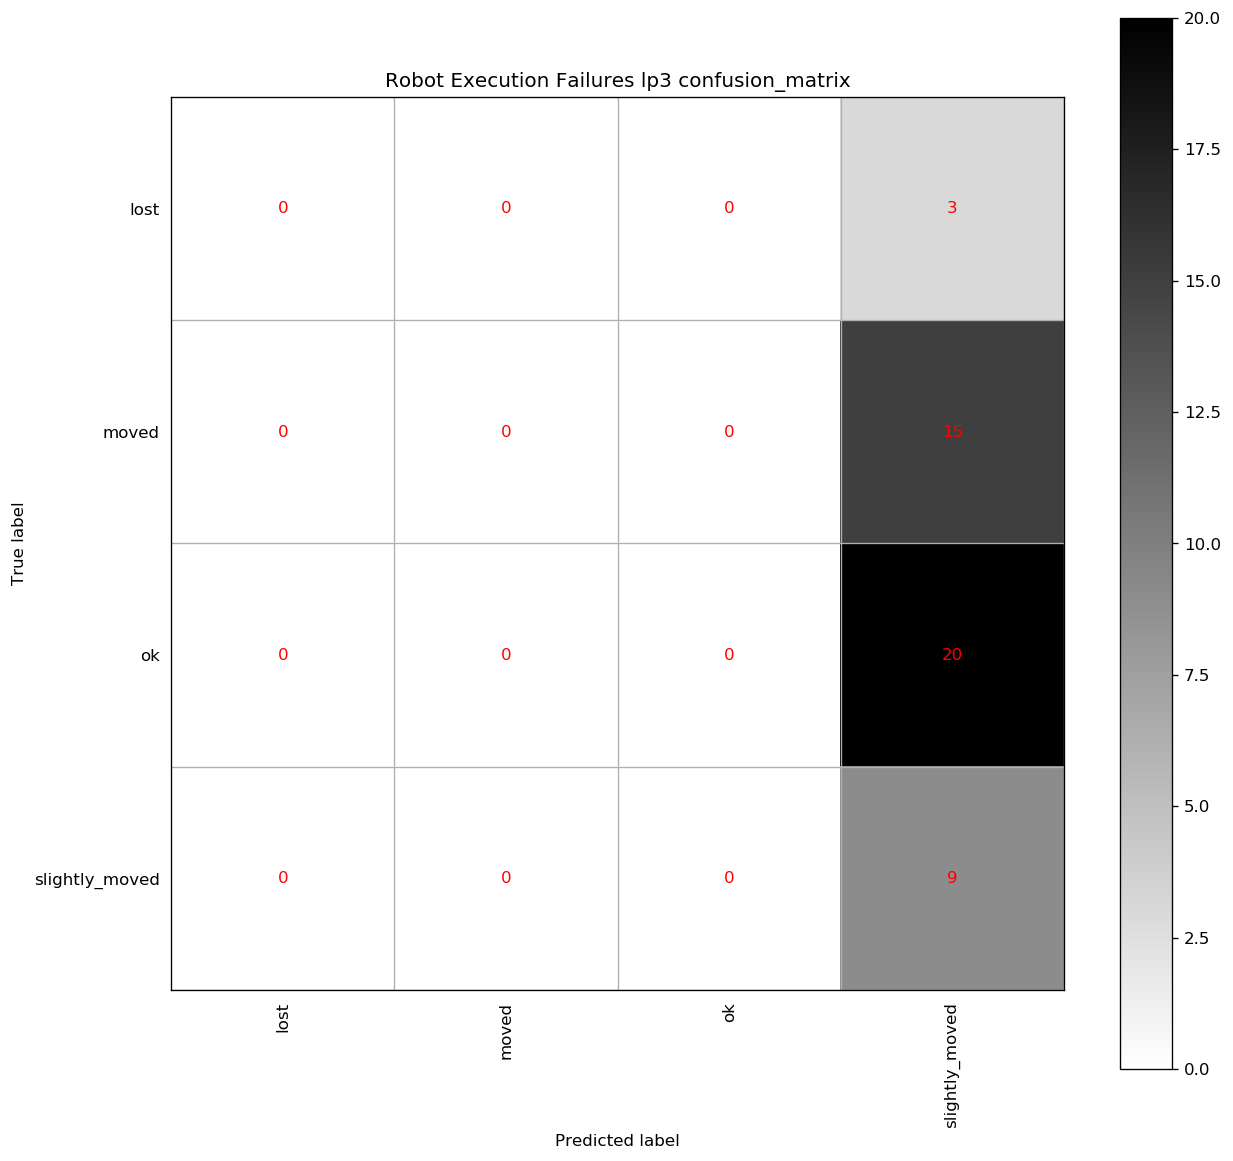 Robot Execution Failures lp3 confusion_matrix
True label
lost
0 0 0 3
moved
0 0 0 15
ok
0 0 0 20
slightly_moved
0 0 0 9
lost
moved
ok
slightly_moved
Predicted label
20.0
17.5
15.0
12.5
10.0
7.5
5.0
2.5
0.0